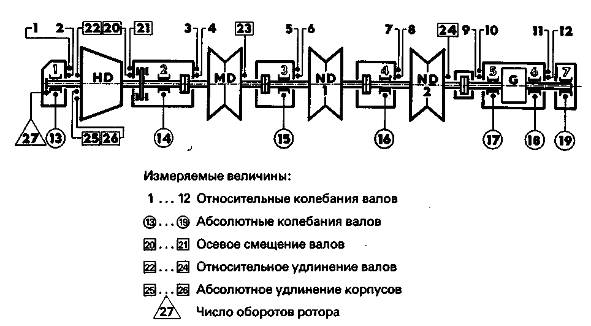 1 2 22 20 21 3 4 23 5 6 7 8 24 9 10 11 12
1 HD 2 MD 3 ND 1 4 ND 2 5 G 6 7
27 13 25 26 14 15 16 17 18 19
Измеряемые величины:
1 ... 12 Относительные колебания валов
13 ... 19 Абсолютные колебания валов
20 ... 21 Осевое смещение валов
22 ... 24 Относительное удлинение валов
25 ... 26 Абсолютное удлинение корпусов
27 Число оборотов ротора